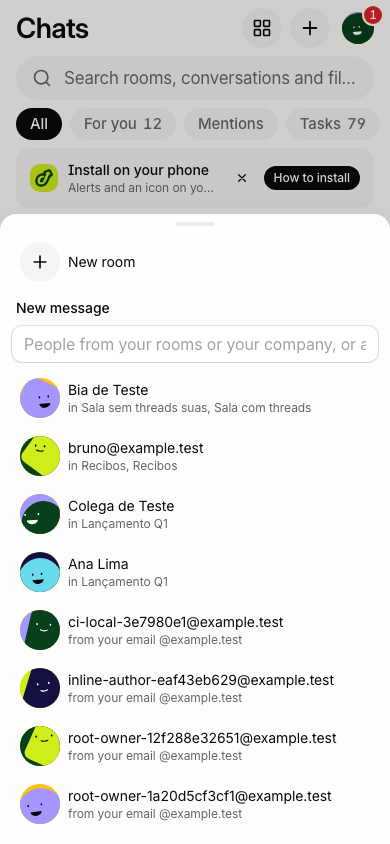 Chats
1
Search rooms, conversations and fil...
All
For you 12
Mentions
Tasks 79
Install on your phone
Alerts and an icon on yo...
How to install
New room
New message
People from your rooms or your company, or a
Bia de Teste
in Sala sem threads suas, Sala com threads
bruno@example.test
in Recibos, Recibos
Colega de Teste
in Lançamento Q1
Ana Lima
in Lançamento Q1
ci-local-3e7980e1@example.test
from your email @example.test
inline-author-eaf43eb629@example.test
from your email @example.test
root-owner-12f288e32651@example.test
from your email @example.test
root-owner-1a20d5cf3cf1@example.test
from your email @example.test